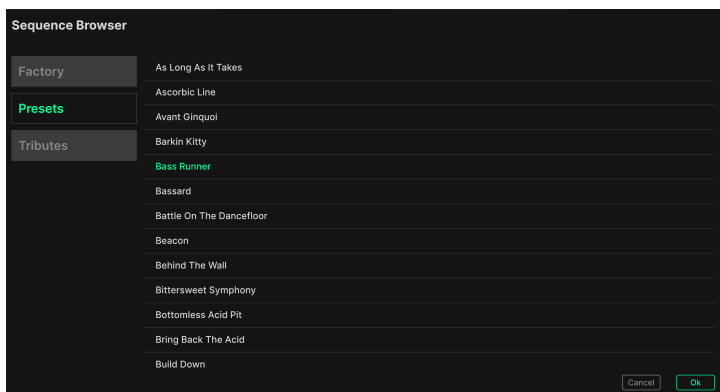 Sequence Browser
Factory
Presets
Tributes
As Long As It Takes
Ascorbic Line
Avant Ginquoi
Barkin Kitty
Bass Runner
Bassard
Battle On The Dancefloor
Beacon
Behind The Wall
Bittersweet Symphony
Bottomless Acid Pit
Bring Back The Acid
Build Down
Cancel
Ok